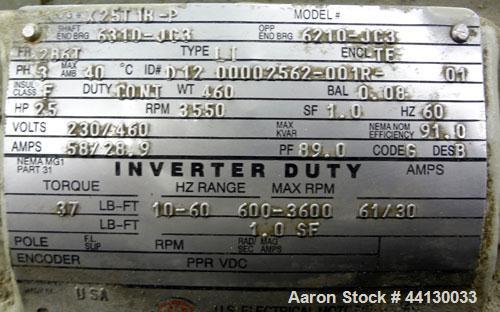 X25T1R-P MODEL#
SHAFT END BRG 6310-JC3 OPP END BRG 6210-JC3
FR 286T TYPE LI ENCL TE
PH 3 MAX AMB 40 °C ID# D12 00002562-001R- 01
INSUL CLASS F DUTY CONT WT 460 BAL 0.08
HP 25 RPM 3550 SF 1.0 HZ 60
VOLTS 230/460 MAX KVAR NEMA NOM EFFICIENCY 91.0
AMPS 58/28.9 PF 89.0 CODE G DES B
NEMA MG1 PART 31 INVERTER DUTY AMPS
TORQUE HZ RANGE MAX RPM
37 LB-FT 10-60 600-3600 61/30
LB-FT 1.0 SF
POLE F.L. SLIP RPM RAD/SEC MAG AMPS
ENCODER PPR VDC
USA
U.S. ELECTRICAL MOTORS
Aaron Stock # 44130033